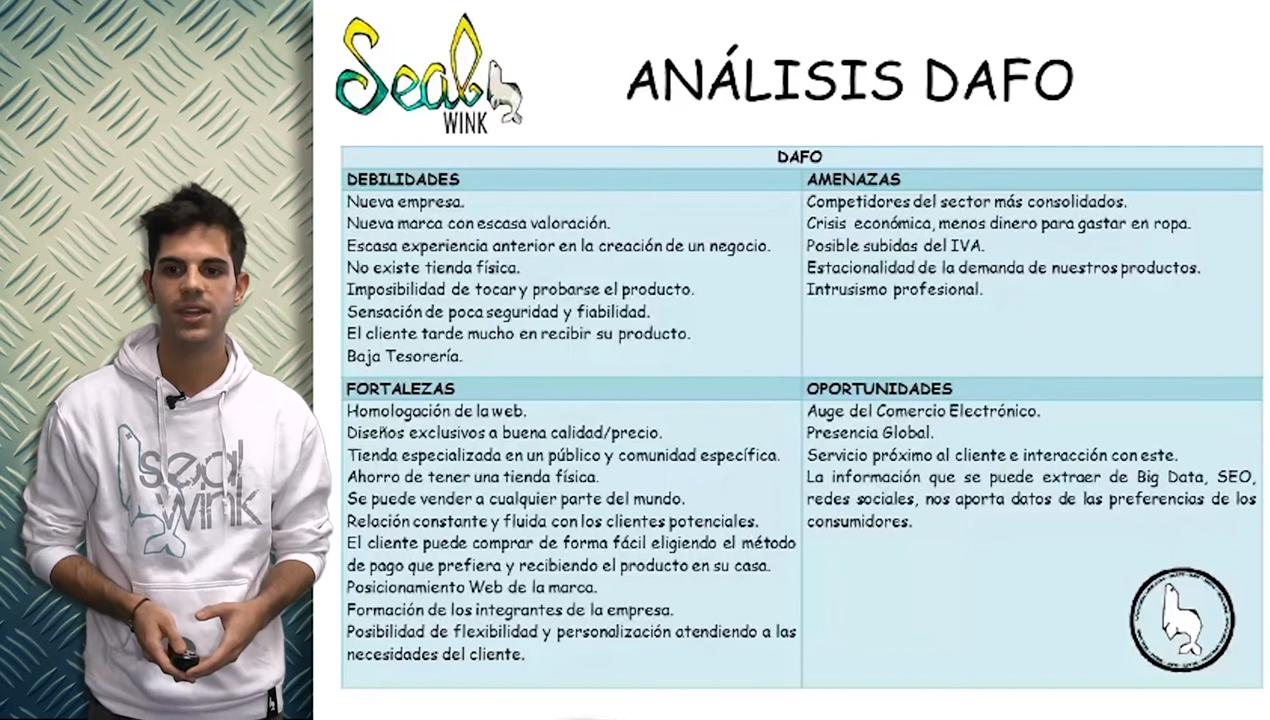 Seal
WINK
ANÁLISIS DAFO
DAFO
DEBILIDADES
Nueva empresa.
Nueva marca con escasa valoración.
Escasa experiencia anterior en la creación de un negocio.
No existe tienda física.
Imposibilidad de tocar y probarse el producto.
Sensación de poca seguridad y fiabilidad.
El cliente tarde mucho en recibir su producto.
Baja Tesorería.
AMENAZAS
Competidores del sector más consolidados.
Crisis económica, menos dinero para gastar en ropa.
Posible subidas del IVA.
Estacionalidad de la demanda de nuestros productos.
Intrusismo profesional.
FORTALEZAS
Homologación de la web.
Diseños exclusivos a buena calidad/precio.
Tienda especializada en un público y comunidad específica.
Ahorro de tener una tienda física.
Se puede vender a cualquier parte del mundo.
Relación constante y fluida con los clientes potenciales.
El cliente puede comprar de forma fácil eligiendo el método
de pago que prefiera y recibiendo el producto en su casa.
Posicionamiento Web de la marca.
Formación de los integrantes de la empresa.
Posibilidad de flexibilidad y personalización atendiendo a las
necesidades del cliente.
OPORTUNIDADES
Auge del Comercio Electrónico.
Presencia Global.
Servicio próximo al cliente e interacción con este.
La información que se puede extraer de Big Data, SEO,
redes sociales, nos aporta datos de las preferencias de los
consumidores.
seal
wink